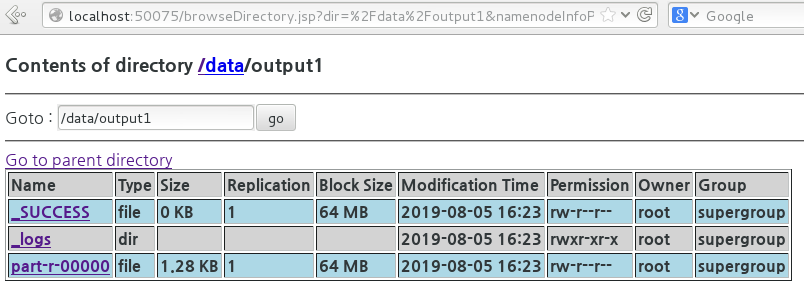 localhost:50075/browseDirectory.jsp?dir=%2Fdata%2Foutput1&namenodeInfoP Google
Contents of directory /data/output1
Goto : /data/output1 go
Go to parent directory
Name Type Size Replication Block Size Modification Time Permission Owner Group
_SUCCESS file 0 KB 1 64 MB 2019-08-05 16:23 rw-r--r-- root supergroup
_logs dir 2019-08-05 16:23 rwxr-xr-x root supergroup
part-r-00000 file 1.28 KB 1 64 MB 2019-08-05 16:23 rw-r--r-- root supergroup